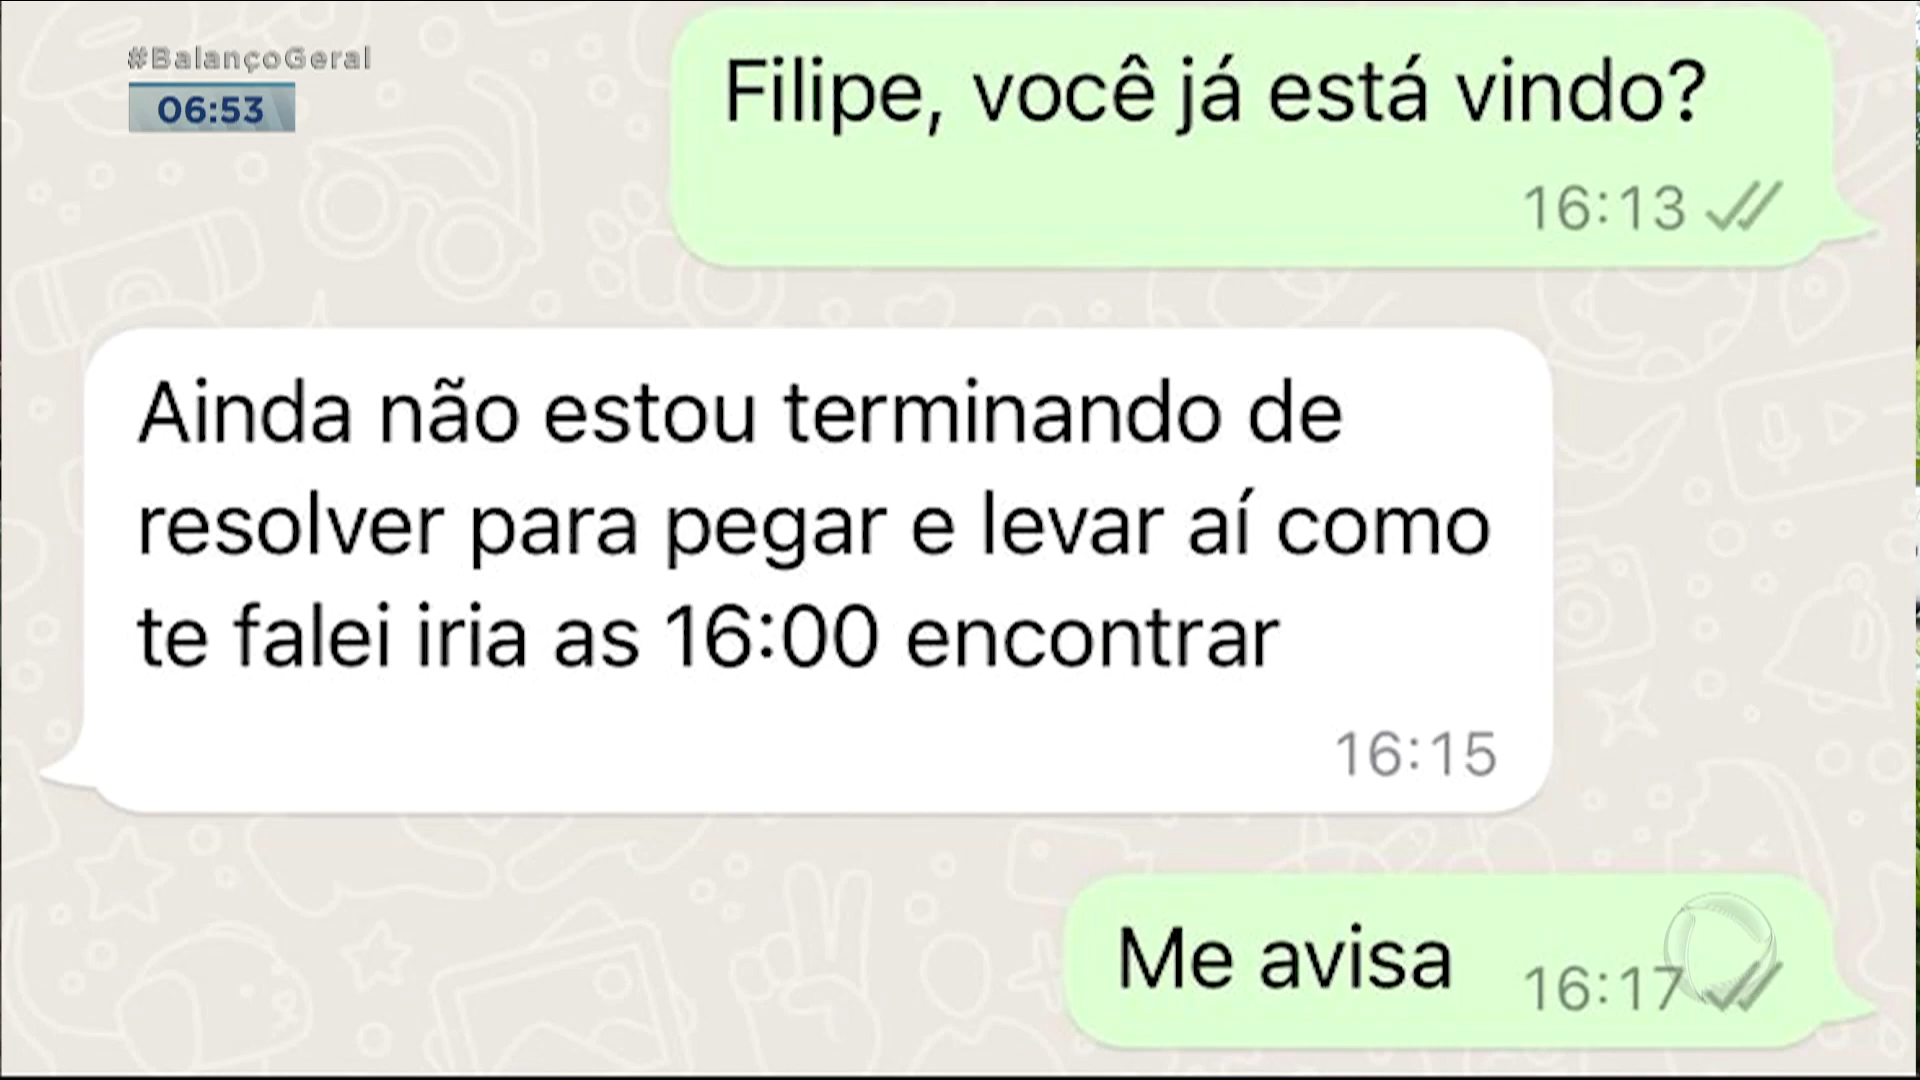 #BalançoGeral
06:53
Filipe, você já está vindo?
16:13
Ainda não estou terminando de
resolver para pegar e levar aí como
te falei iria as 16:00 encontrar
16:15
Me avisa
16:17